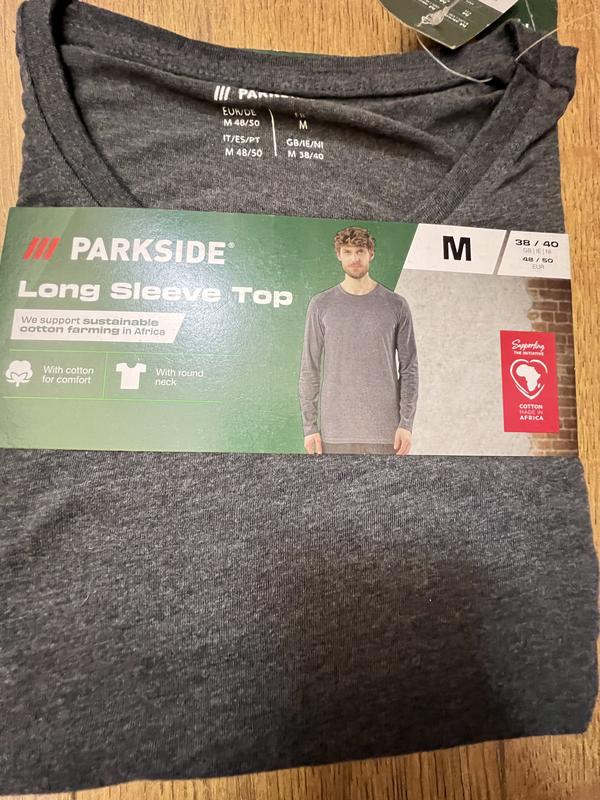 PARK
EUR/DE
M 48/50
FR
M
IT/ES/PT
M 48/50
GB/IE/NI
M 38/40
PARKSIDE®
Long Sleeve Top
We support sustainable
cotton farming in Africa
With cotton
for comfort
With round
neck
M
38 / 40
GB | IE | NI
48 / 50
EUR
Supporting
THE INITIATIVE
COTTON
MADE IN
AFRICA